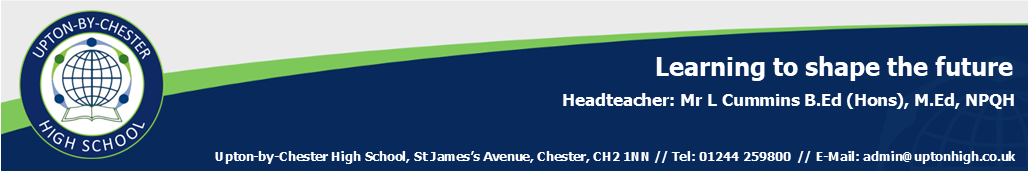 UPTON-BY-CHESTER
HIGH SCHOOL
Learning to shape the future
Headteacher: Mr L Cummins B.Ed (Hons), M.Ed, NPQH
Upton-by-Chester High School, St James’s Avenue, Chester, CH2 1NN // Tel: 01244 259800 // E-Mail: admin@uptonhigh.co.uk